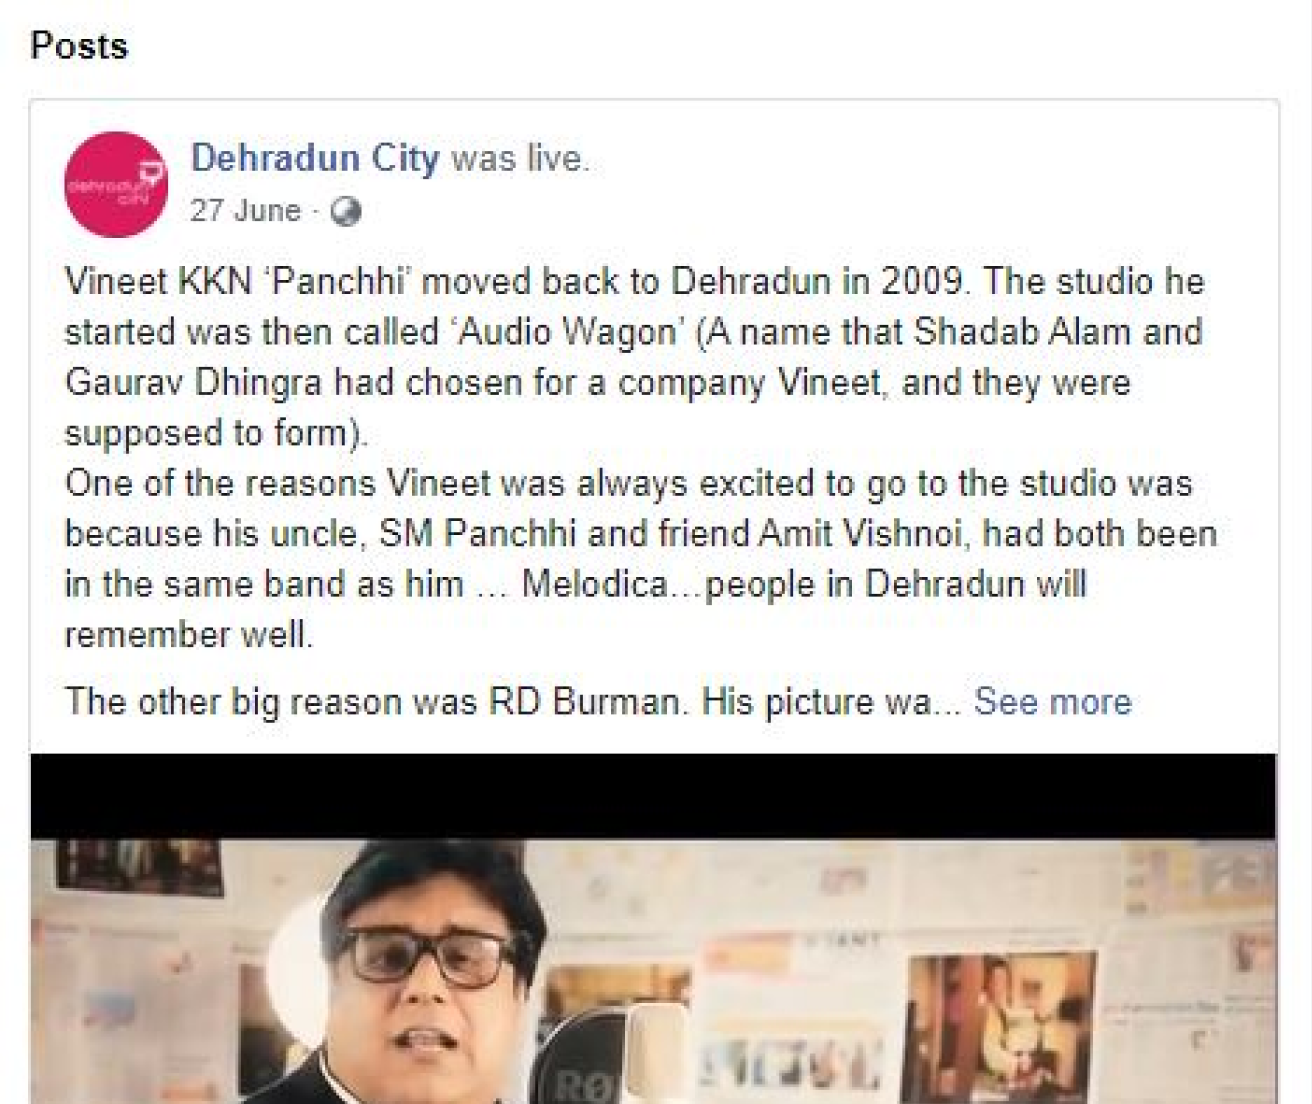 Posts
dehradun
city
Dehradun City was live.
27 June ·
Vineet KKN ‘Panchhi’ moved back to Dehradun in 2009. The studio he
started was then called ‘Audio Wagon’ (A name that Shadab Alam and
Gaurav Dhingra had chosen for a company Vineet, and they were
supposed to form).
One of the reasons Vineet was always excited to go to the studio was
because his uncle, SM Panchhi and friend Amit Vishnoi, had both been
in the same band as him … Melodica…people in Dehradun will
remember well.
The other big reason was RD Burman. His picture wa... See more
RØ